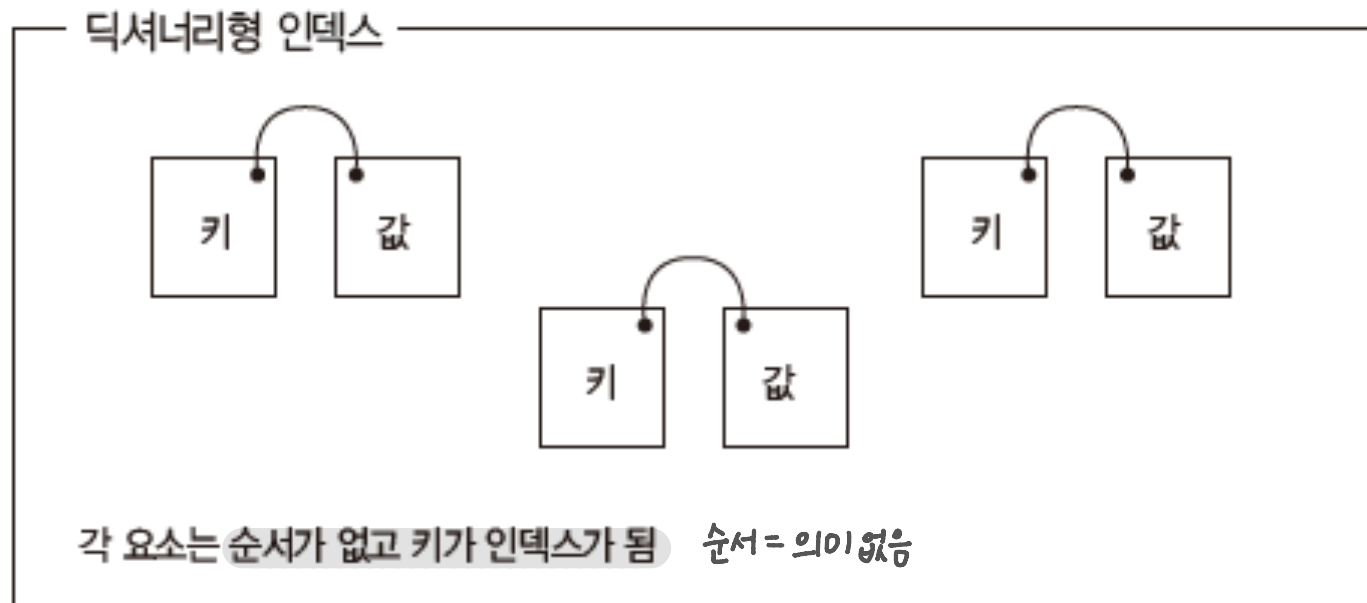 딕셔너리형 인덱스
키 값 키 값
키 값
각 요소는 순서가 없고 키가 인덱스가 됨 순서=의미없음